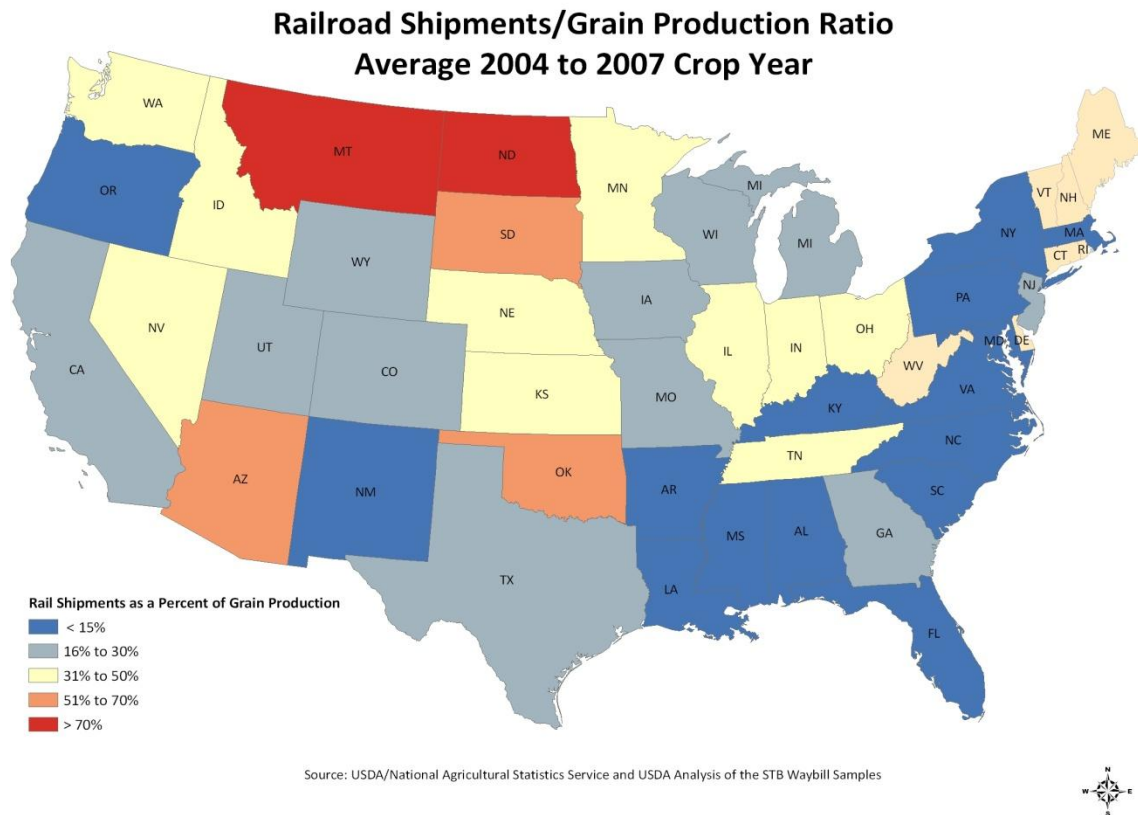 Railroad Shipments/Grain Production Ratio
Average 2004 to 2007 Crop Year
WA
MT
ND
MN
ME
VT
NH
OR
ID
WY
SD
WI
MI
MI
NY
MA
CT
RI
NV
UT
CO
NE
IA
IL
IN
OH
PA
NJ
MD
DE
WV
VA
CA
KS
MO
KY
AZ
NM
OK
AR
TN
NC
SC
TX
LA
MS
AL
GA
FL
Rail Shipments as a Percent of Grain Production
< 15%
16% to 30%
31% to 50%
51% to 70%
> 70%
Source: USDA/National Agricultural Statistics Service and USDA Analysis of the STB Waybill Samples
N
W
E
S